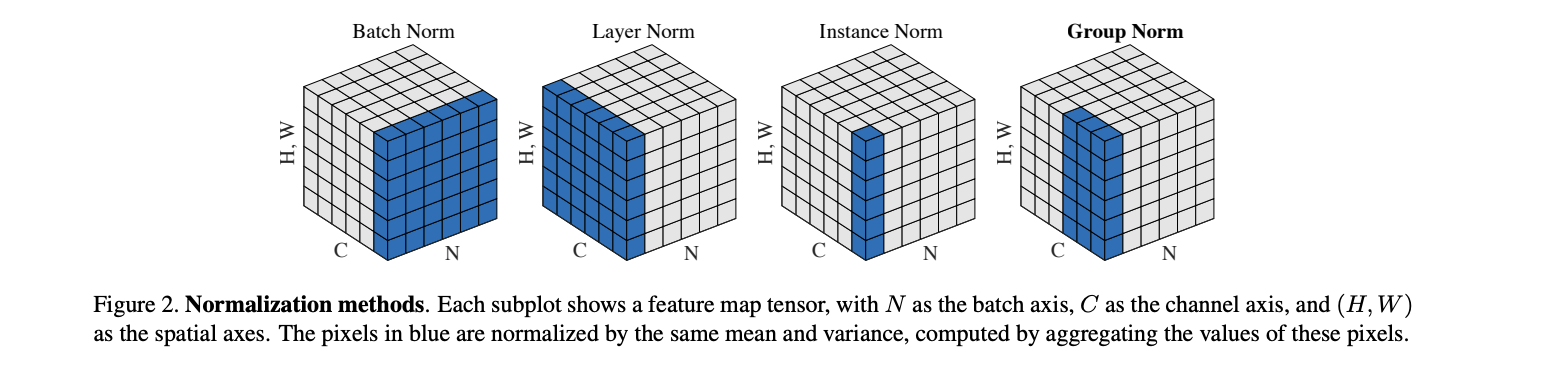 Batch Norm
Layer Norm
Instance Norm
Group Norm
H, W
H, W
H, W
H, W
C
N
C
N
C
N
C
N
Figure 2. Normalization methods. Each subplot shows a feature map tensor, with N as the batch axis, C as the channel axis, and (H, W)
as the spatial axes. The pixels in blue are normalized by the same mean and variance, computed by aggregating the values of these pixels.